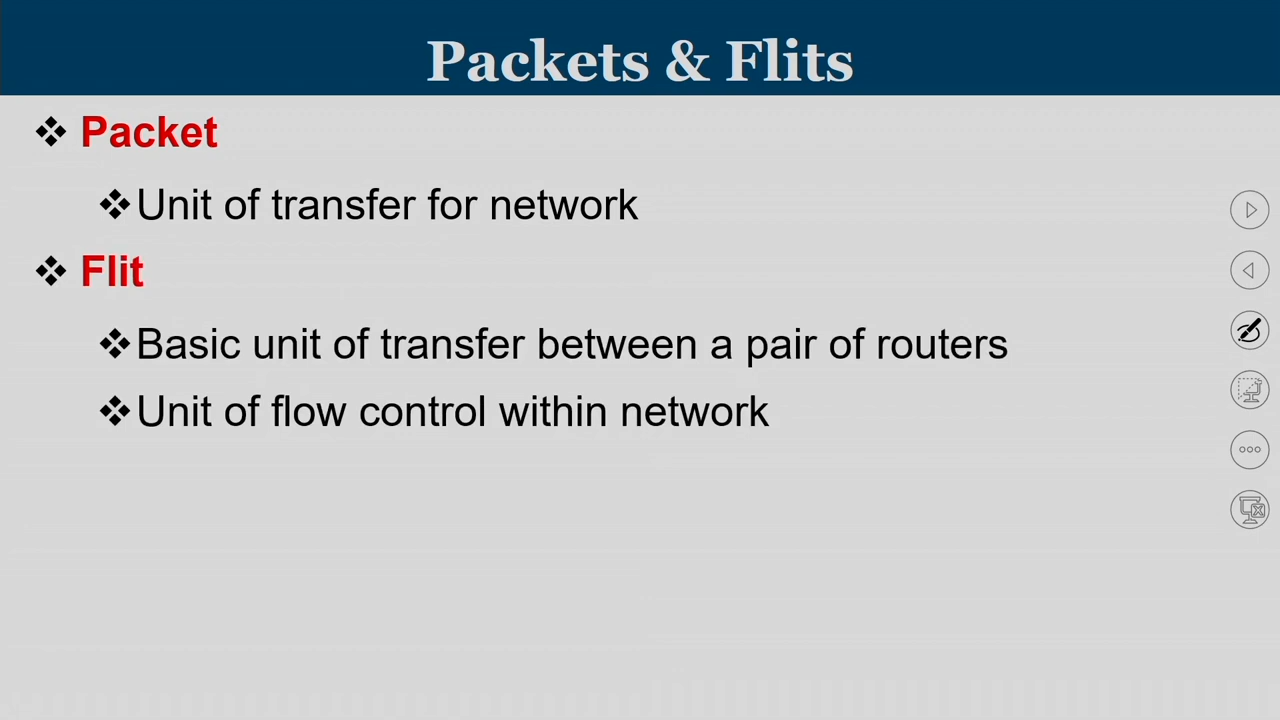 Packets & Flits
❖ Packet
❖Unit of transfer for network
❖ Flit
❖Basic unit of transfer between a pair of routers
❖Unit of flow control within network